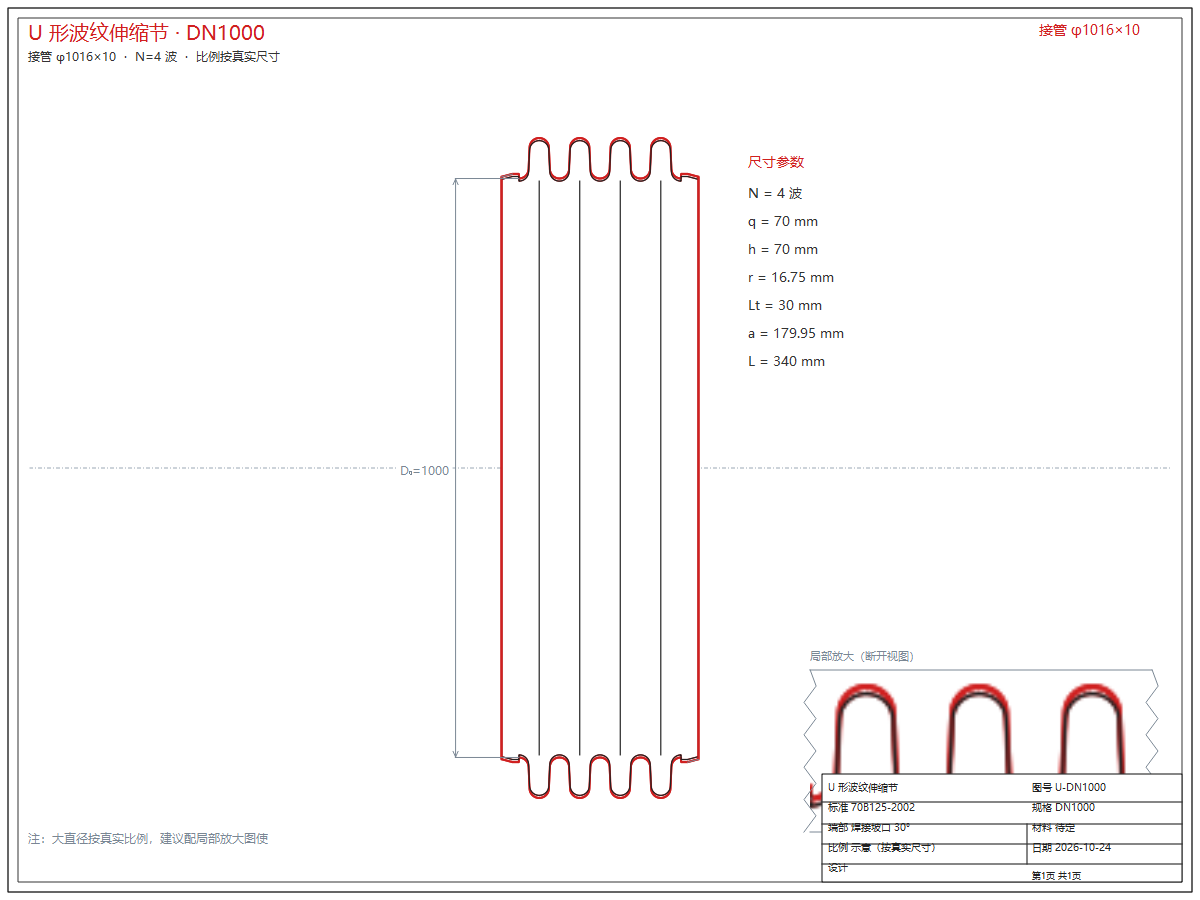 U 形波纹伸缩节 · DN1000
接管 φ1016×10
接管 φ1016×10 · N=4 波 · 比例按真实尺寸
尺寸参数
N = 4 波
q = 70 mm
h = 70 mm
r = 16.75 mm
Lt = 30 mm
a = 179.95 mm
L = 340 mm
D₀=1000
局部放大（断开视图）
U 形波纹伸缩节
图号 U-DN1000
标准 70B125-2002
规格 DN1000
端部 焊接坡口 30°
材料 待定
比例 示意（按真实尺寸）
日期 2026-10-24
设计
第1页 共1页
注：大直径按真实比例，建议配局部放大图使